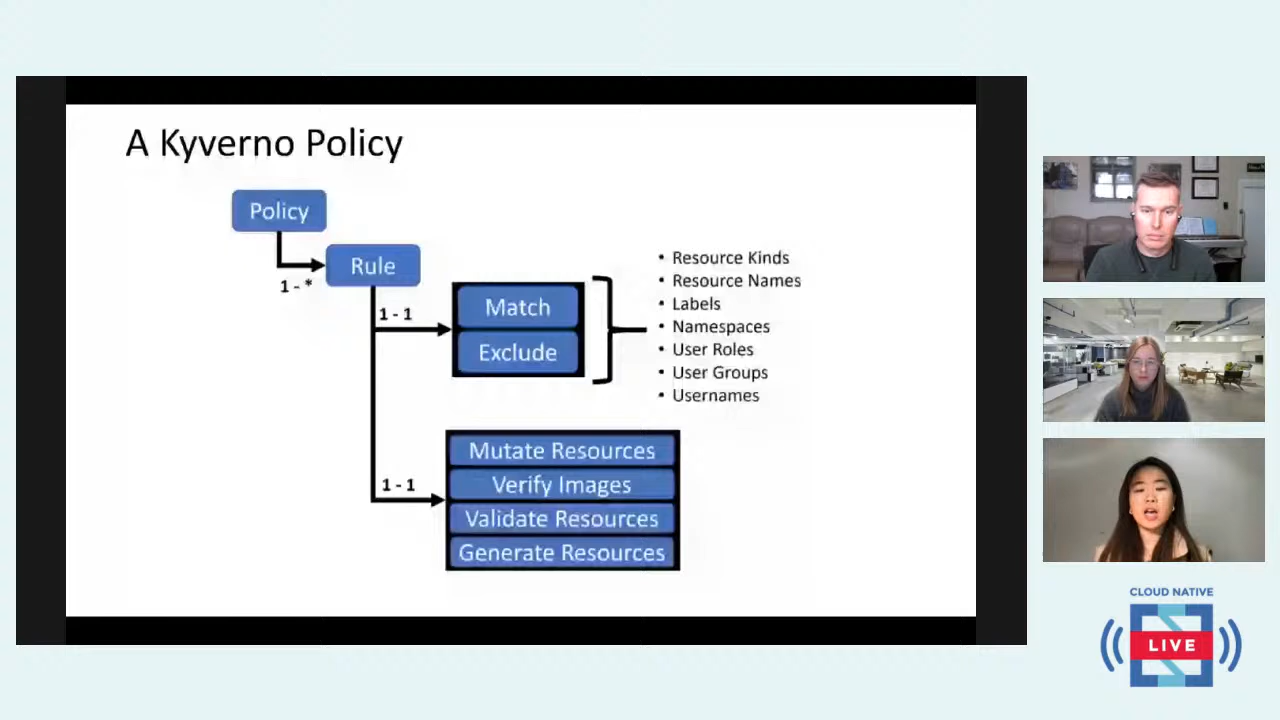 A Kyverno Policy
Policy
1 - *
Rule
1 - 1
Match
Exclude
• Resource Kinds
• Resource Names
• Labels
• Namespaces
• User Roles
• User Groups
• Usernames
1 - 1
Mutate Resources
Verify Images
Validate Resources
Generate Resources
CLOUD NATIVE
LIVE